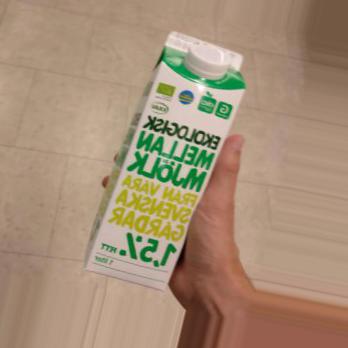 EKOLOGISK
MELLAN
MJÖLK
FRÅN VÅRA
SVENSKA
GÅRDAR
1,5% FETT
1 liter